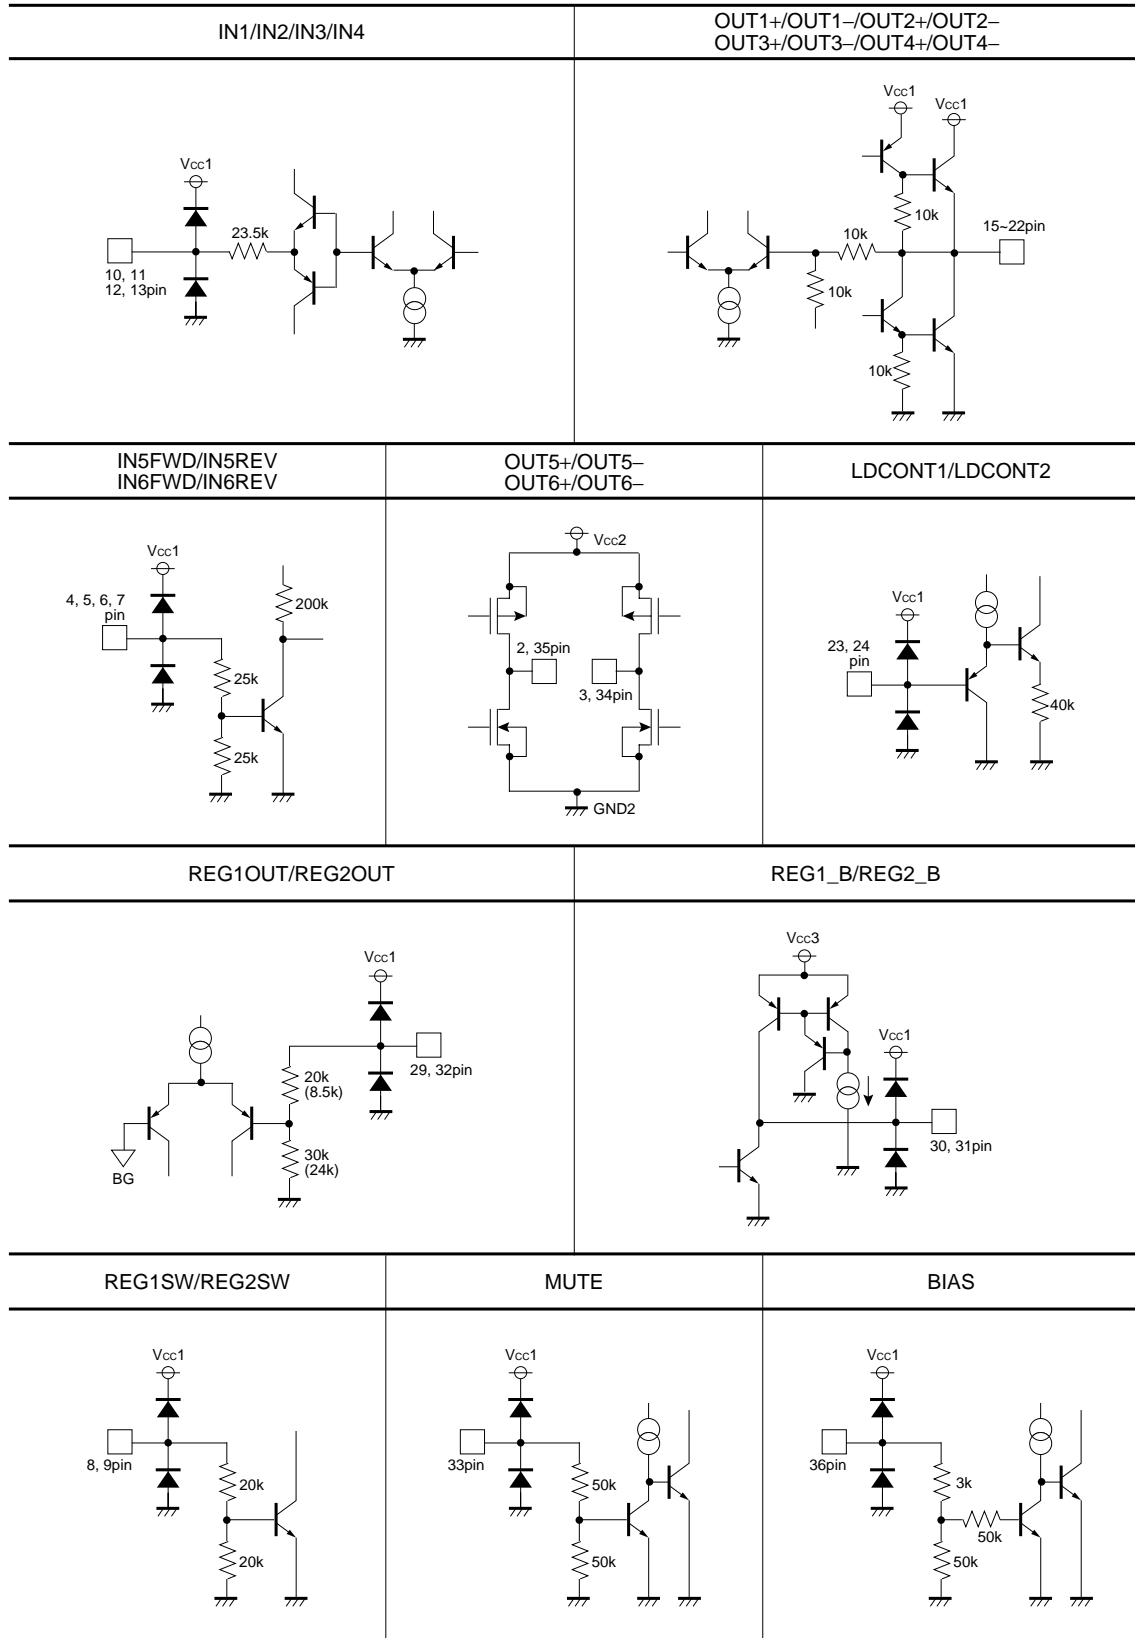 IN1/IN2/IN3/IN4
OUT1+/OUT1−/OUT2+/OUT2−
OUT3+/OUT3−/OUT4+/OUT4−
Vcc1
23.5k
10, 11
12, 13pin
Vcc1
Vcc1
10k
10k
15~22pin
10k
10k
IN5FWD/IN5REV
IN6FWD/IN6REV
OUT5+/OUT5−
OUT6+/OUT6−
LDCONT1/LDCONT2
Vcc1
4, 5, 6, 7
pin
200k
25k
25k
Vcc2
2, 35pin
3, 34pin
GND2
Vcc1
23, 24
pin
40k
REG1OUT/REG2OUT
REG1_B/REG2_B
Vcc1
29, 32pin
20k
(8.5k)
30k
(24k)
BG
Vcc3
Vcc1
30, 31pin
REG1SW/REG2SW
MUTE
BIAS
Vcc1
8, 9pin
20k
20k
Vcc1
33pin
50k
50k
Vcc1
36pin
3k
50k
50k